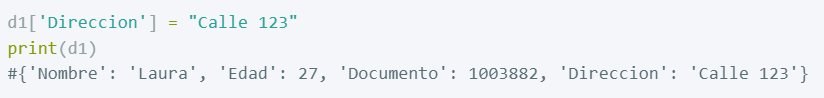 d1['Direccion'] = "Calle 123"
print(d1)
#{'Nombre': 'Laura', 'Edad': 27, 'Documento': 1003882, 'Direccion': 'Calle 123'}